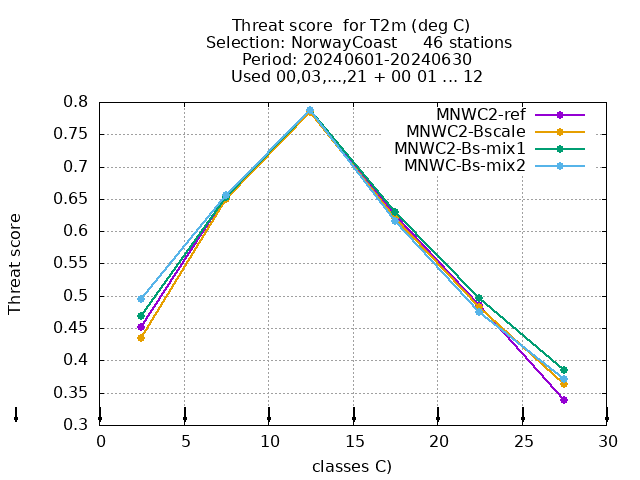 Threat score  for T2m (deg C)
Selection: NorwayCoast     46 stations
Period: 20240601-20240630
Used 00,03,...,21 + 00 01 ... 12
MNWC2-ref
MNWC2-Bscale
MNWC2-Bs-mix1
MNWC-Bs-mix2
0.8
0.75
0.7
0.65
0.6
0.55
0.5
0.45
0.4
0.35
0.3
Threat score
0 5 10 15 20 25 30
classes C)